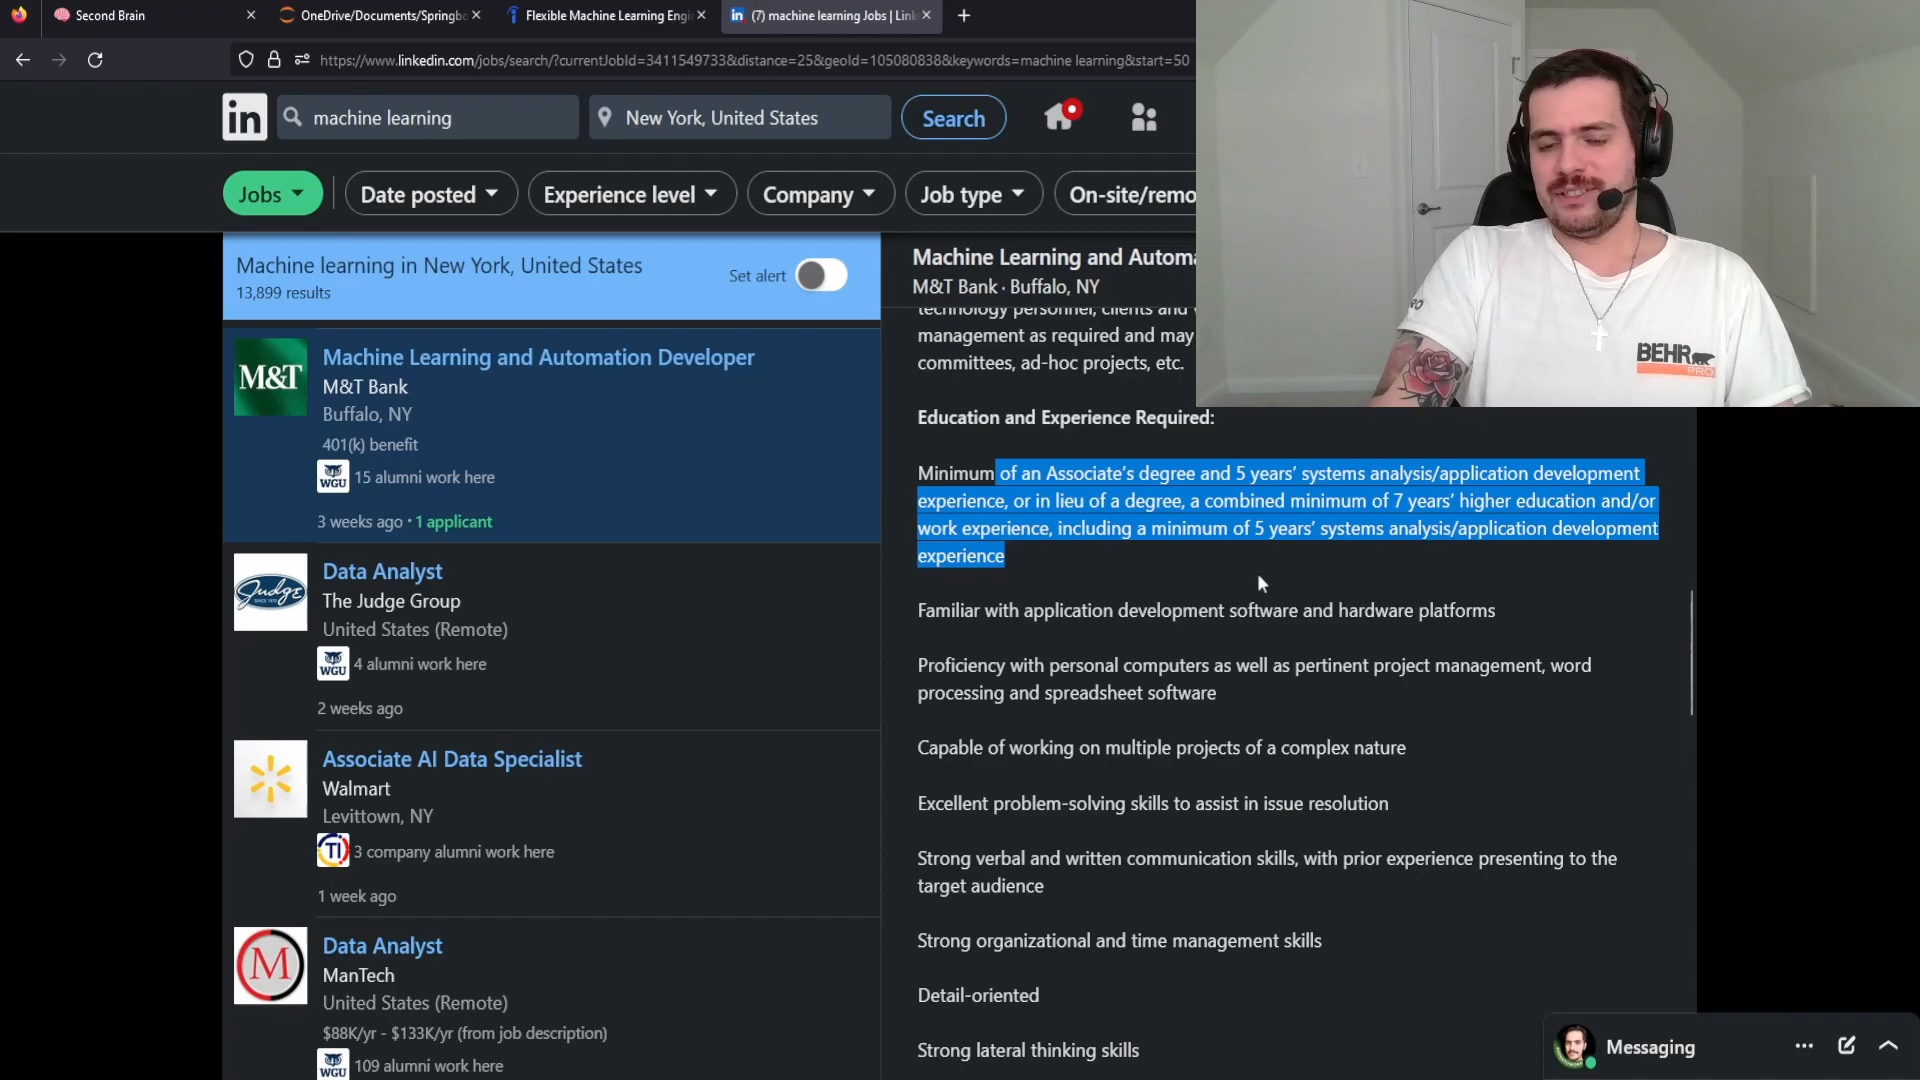 Second Brain
OneDrive/Documents/Springbo
Flexible Machine Learning Engi
(7) machine learning Jobs | Link
https://www.linkedin.com/jobs/search/?currentJobId=3411549733&distance=25&geoId=105080838&keywords=machine learning&start=50
in
machine learning
New York, United States
Search
Jobs
Date posted
Experience level
Company
Job type
On-site/remo
Machine learning in New York, United States
13,899 results
Set alert
M&T
Machine Learning and Automation Developer
M&T Bank
Buffalo, NY
401(k) benefit
WGU
15 alumni work here
3 weeks ago • 1 applicant
Judge
Data Analyst
The Judge Group
United States (Remote)
WGU
4 alumni work here
2 weeks ago
Associate AI Data Specialist
Walmart
Levittown, NY
TI
3 company alumni work here
1 week ago
M
Data Analyst
ManTech
United States (Remote)
$88K/yr - $133K/yr (from job description)
WGU
109 alumni work here
Machine Learning and Automa
M&T Bank · Buffalo, NY
technology personnel, clients and
management as required and may
committees, ad-hoc projects, etc.
Education and Experience Required:
Minimum of an Associate's degree and 5 years' systems analysis/application development
experience, or in lieu of a degree, a combined minimum of 7 years' higher education and/or
work experience, including a minimum of 5 years' systems analysis/application development
experience
Familiar with application development software and hardware platforms
Proficiency with personal computers as well as pertinent project management, word
processing and spreadsheet software
Capable of working on multiple projects of a complex nature
Excellent problem-solving skills to assist in issue resolution
Strong verbal and written communication skills, with prior experience presenting to the
target audience
Strong organizational and time management skills
Detail-oriented
Strong lateral thinking skills
BEHR
PRO
Messaging